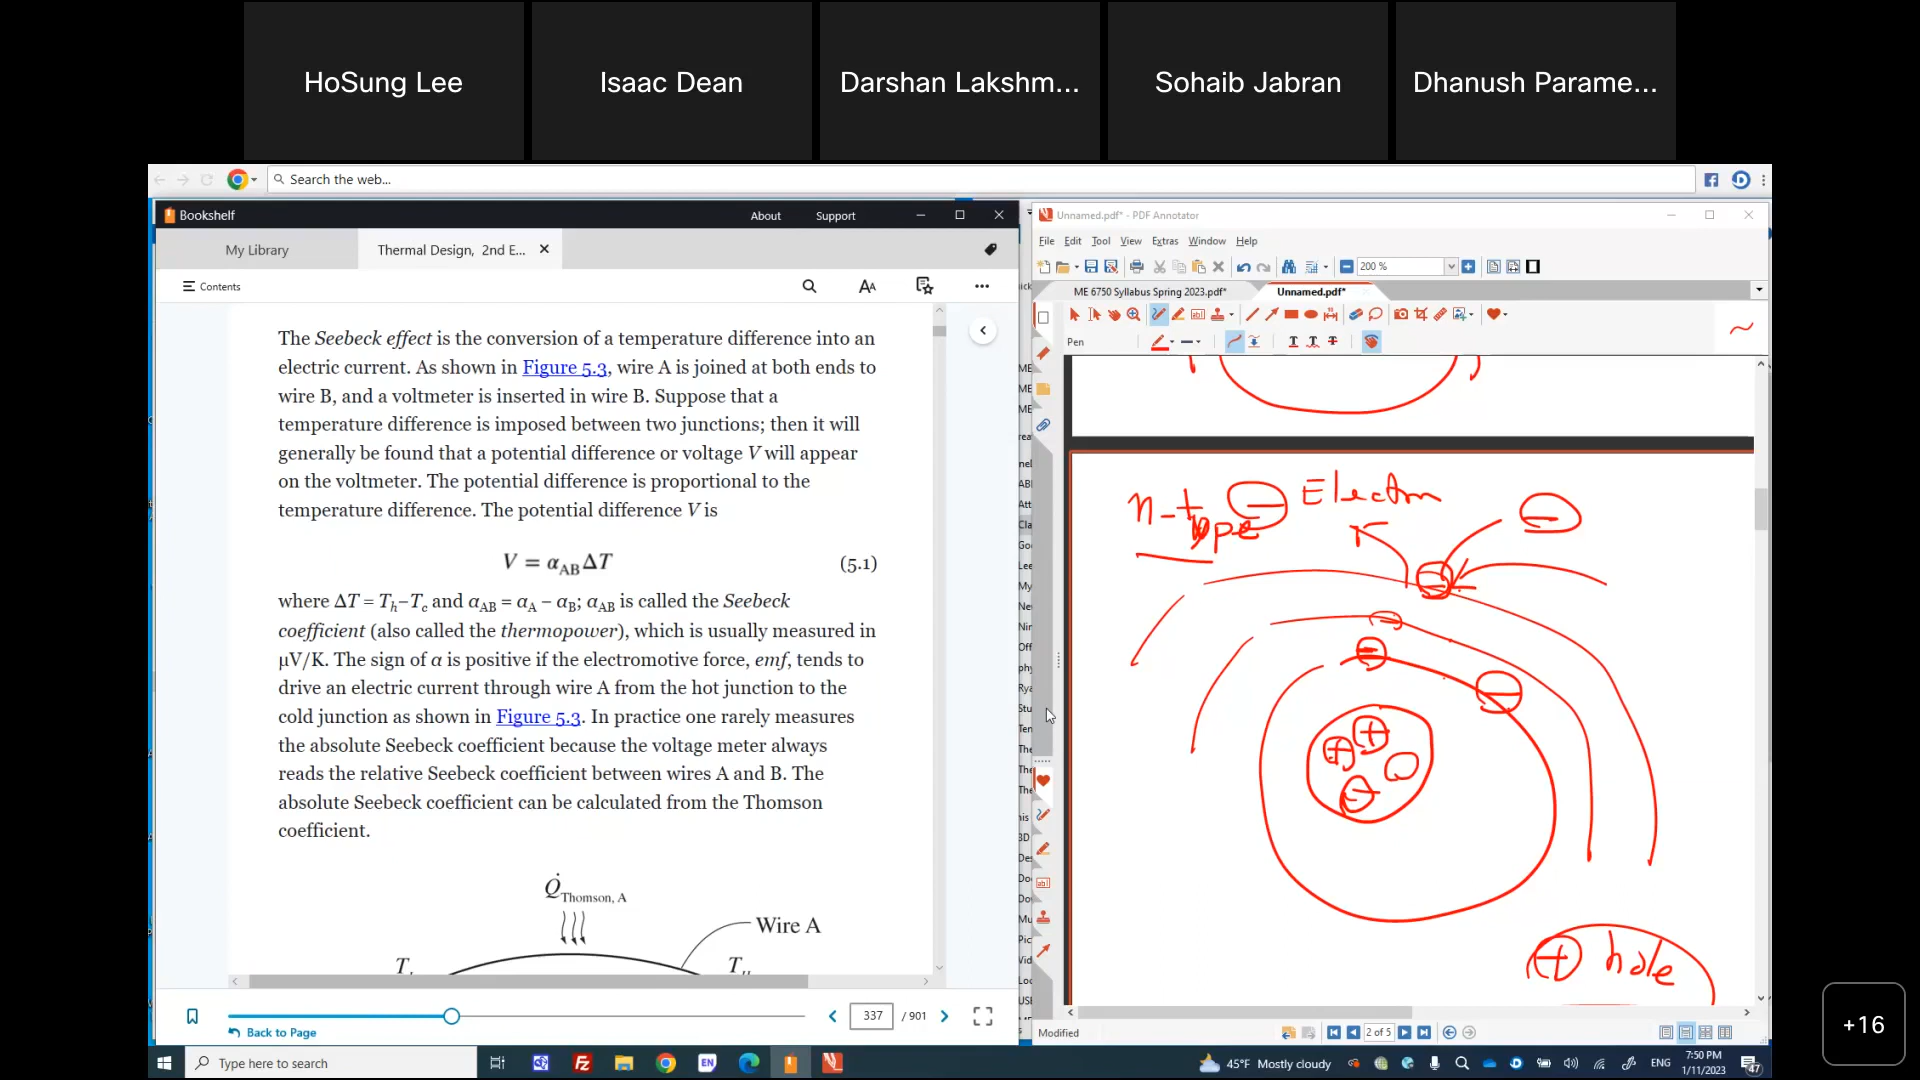 HoSung Lee
Isaac Dean
Darshan Lakshm...
Sohaib Jabran
Dhanush Parame...
Search the web...
Bookshelf
About
Support
My Library
Thermal Design, 2nd E...
Contents
The Seebeck effect is the conversion of a temperature difference into an
electric current. As shown in Figure 5.3, wire A is joined at both ends to
wire B, and a voltmeter is inserted in wire B. Suppose that a
temperature difference is imposed between two junctions; then it will
generally be found that a potential difference or voltage V will appear
on the voltmeter. The potential difference is proportional to the
temperature difference. The potential difference V is
V = αAB ΔT (5.1)
where ΔT = Th−Tc and αAB = αA − αB; αAB is called the Seebeck
coefficient (also called the thermopower), which is usually measured in
μV/K. The sign of α is positive if the electromotive force, emf, tends to
drive an electric current through wire A from the hot junction to the
cold junction as shown in Figure 5.3. In practice one rarely measures
the absolute Seebeck coefficient because the voltage meter always
reads the relative Seebeck coefficient between wires A and B. The
absolute Seebeck coefficient can be calculated from the Thomson
coefficient.
Q̇Thomson, A
Wire A
337 / 901
Back to Page
Unnamed.pdf* - PDF Annotator
File Edit Tool View Extras Window Help
200 %
ME 6750 Syllabus Spring 2023.pdf*
Unnamed.pdf*
Pen
n-type − Electron
+ hole
Modified
2 of 5
Type here to search
45°F Mostly cloudy
ENG
7:50 PM
1/11/2023
47
+16